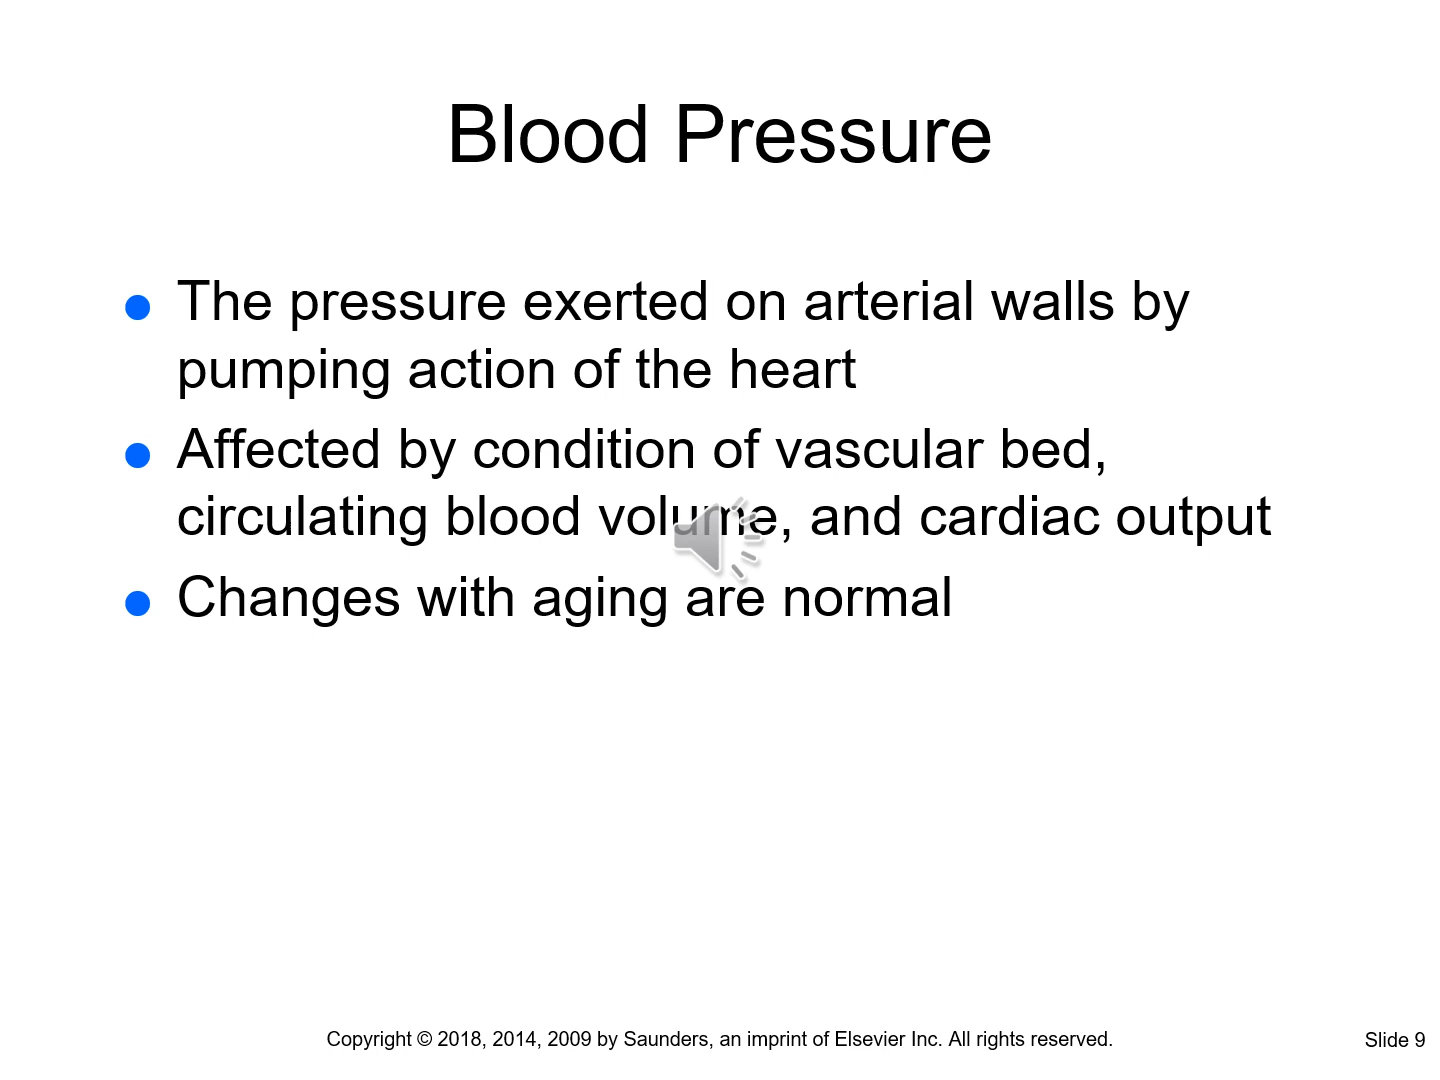 Blood Pressure
The pressure exerted on arterial walls by
pumping action of the heart
Affected by condition of vascular bed,
circulating blood volume, and cardiac output
Changes with aging are normal
Copyright © 2018, 2014, 2009 by Saunders, an imprint of Elsevier Inc. All rights reserved.
Slide 9